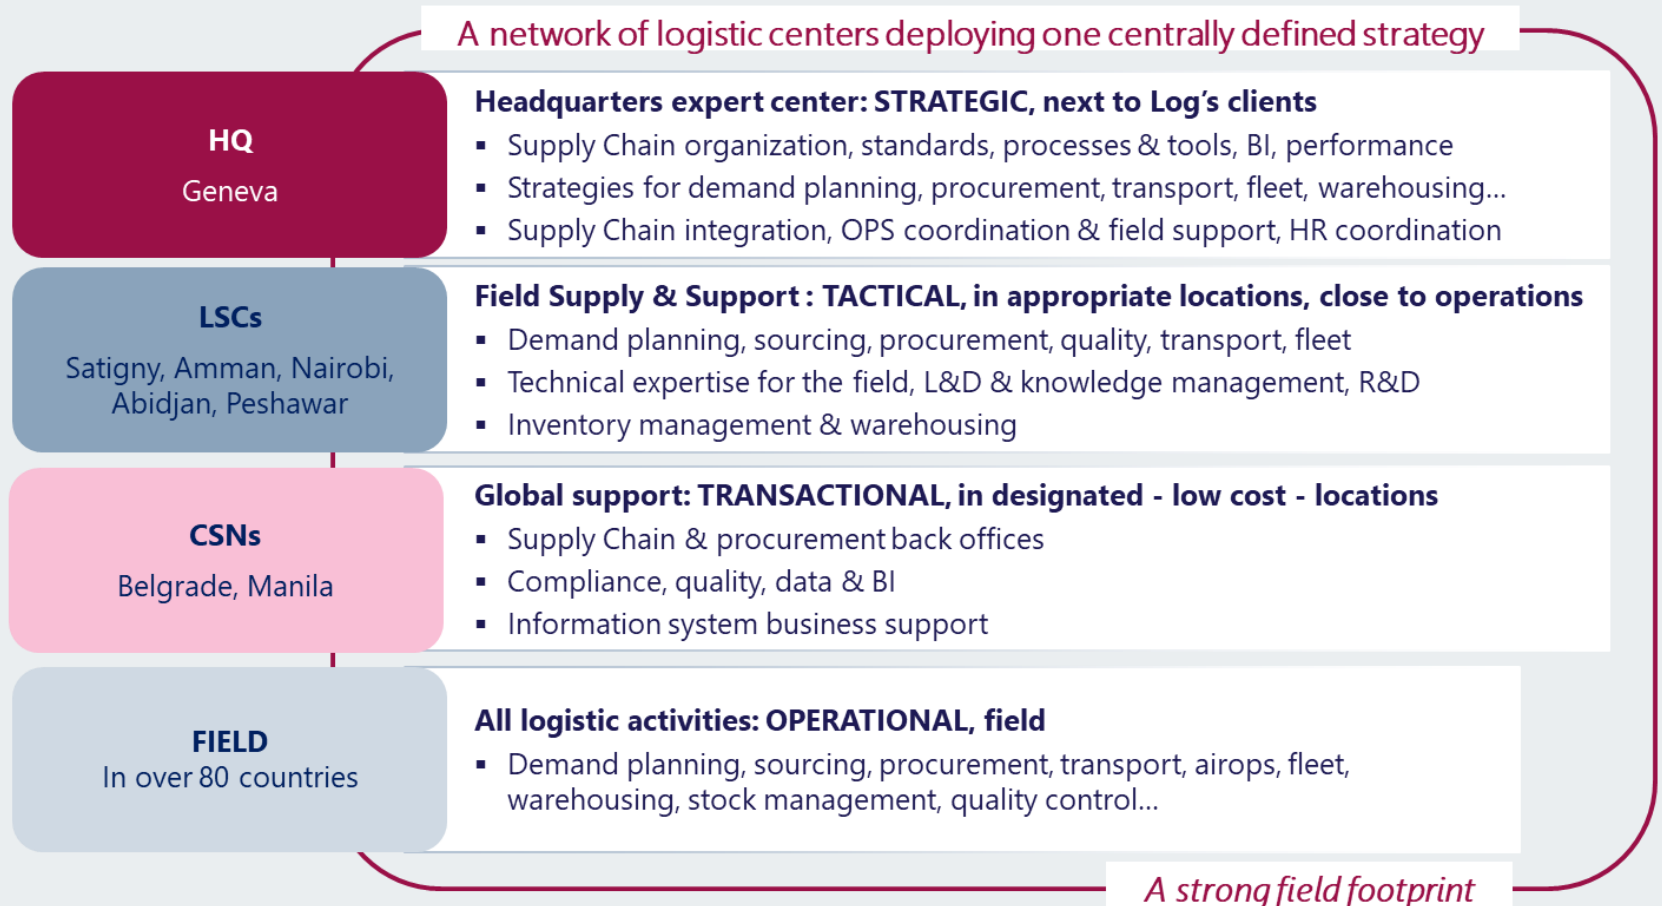 A network of logistic centers deploying one centrally defined strategy
HQ
Geneva
Headquarters expert center: STRATEGIC, next to Log’s clients
▪ Supply Chain organization, standards, processes & tools, BI, performance
▪ Strategies for demand planning, procurement, transport, fleet, warehousing...
▪ Supply Chain integration, OPS coordination & field support, HR coordination
LSCs
Satigny, Amman, Nairobi,
Abidjan, Peshawar
Field Supply & Support : TACTICAL, in appropriate locations, close to operations
▪ Demand planning, sourcing, procurement, quality, transport, fleet
▪ Technical expertise for the field, L&D & knowledge management, R&D
▪ Inventory management & warehousing
CSNs
Belgrade, Manila
Global support: TRANSACTIONAL, in designated - low cost - locations
▪ Supply Chain & procurement back offices
▪ Compliance, quality, data & BI
▪ Information system business support
FIELD
In over 80 countries
All logistic activities: OPERATIONAL, field
▪ Demand planning, sourcing, procurement, transport, airops, fleet,
warehousing, stock management, quality control...
A strong field footprint